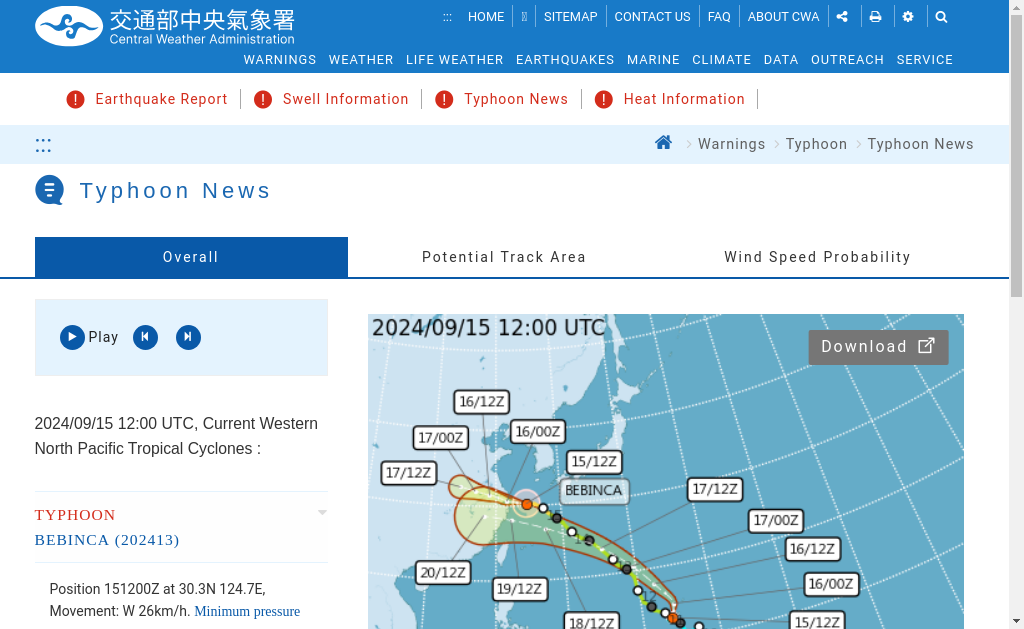 交通部中央氣象署
Central Weather Administration
::: HOME SITEMAP CONTACT US FAQ ABOUT CWA
WARNINGS WEATHER LIFE WEATHER EARTHQUAKES MARINE CLIMATE DATA OUTREACH SERVICE
Earthquake Report Swell Information Typhoon News Heat Information
:::
Warnings Typhoon Typhoon News
Typhoon News
Overall Potential Track Area Wind Speed Probability
Play
2024/09/15 12:00 UTC, Current Western
North Pacific Tropical Cyclones :
TYPHOON
BEBINCA (202413)
Position 151200Z at 30.3N 124.7E,
Movement: W 26km/h. Minimum pressure
2024/09/15 12:00 UTC
Download
16/12Z
17/00Z
16/00Z
17/12Z
15/12Z
BEBINCA
17/12Z
17/00Z
16/12Z
20/12Z
19/12Z
16/00Z
18/12Z
15/12Z